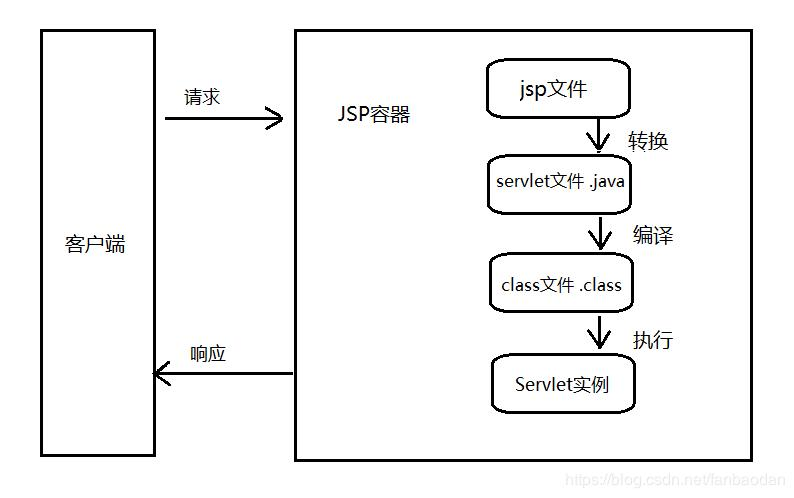 请求
JSP容器
jsp文件
转换
servlet文件 .java
编译
客户端
class文件 .class
响应
执行
Servlet实例
https://blog.csdn.net/fanbaodan